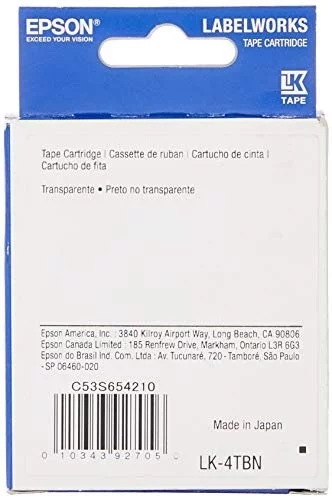 EPSON®
EXCEED YOUR VISION
LABELWORKS
TAPE CARTRIDGE
LK
TAPE
Tape Cartridge | Cassette de ruban | Cartucho de cinta |
Cartucho de fita
Transparente • Preto no transparente
Epson America, Inc.: 3840 Kilroy Airport Way, Long Beach, CA 90806
Epson Canada Limited : 185 Renfrew Drive, Markham, Ontario L3R 6G3
Epson do Brasil Ind Com. Ltda. : Av. Tucunaré, 720 - Tamboré, São Paulo
- SP 06460-020
C53S654210
Made in Japan
0 10343 92705 0
LK-4TBN